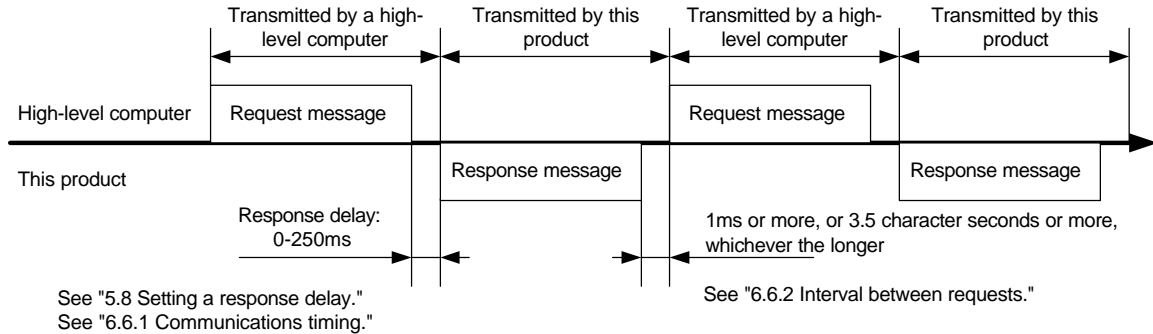 Transmitted by a high-
level computer
Transmitted by this
product
Transmitted by a high-
level computer
Transmitted by this
product
High-level computer
Request message
Request message
This product
Response message
Response message
Response delay:
0-250ms
1ms or more, or 3.5 character seconds or more,
whichever the longer
See "5.8 Setting a response delay."
See "6.6.1 Communications timing."
See "6.6.2 Interval between requests."